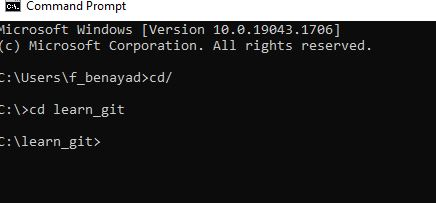 C:\. Command Prompt
Microsoft Windows [Version 10.0.19043.1706]
(c) Microsoft Corporation. All rights reserved.
C:\Users\f_benayad>cd/
C:\>cd learn_git
C:\learn_git>